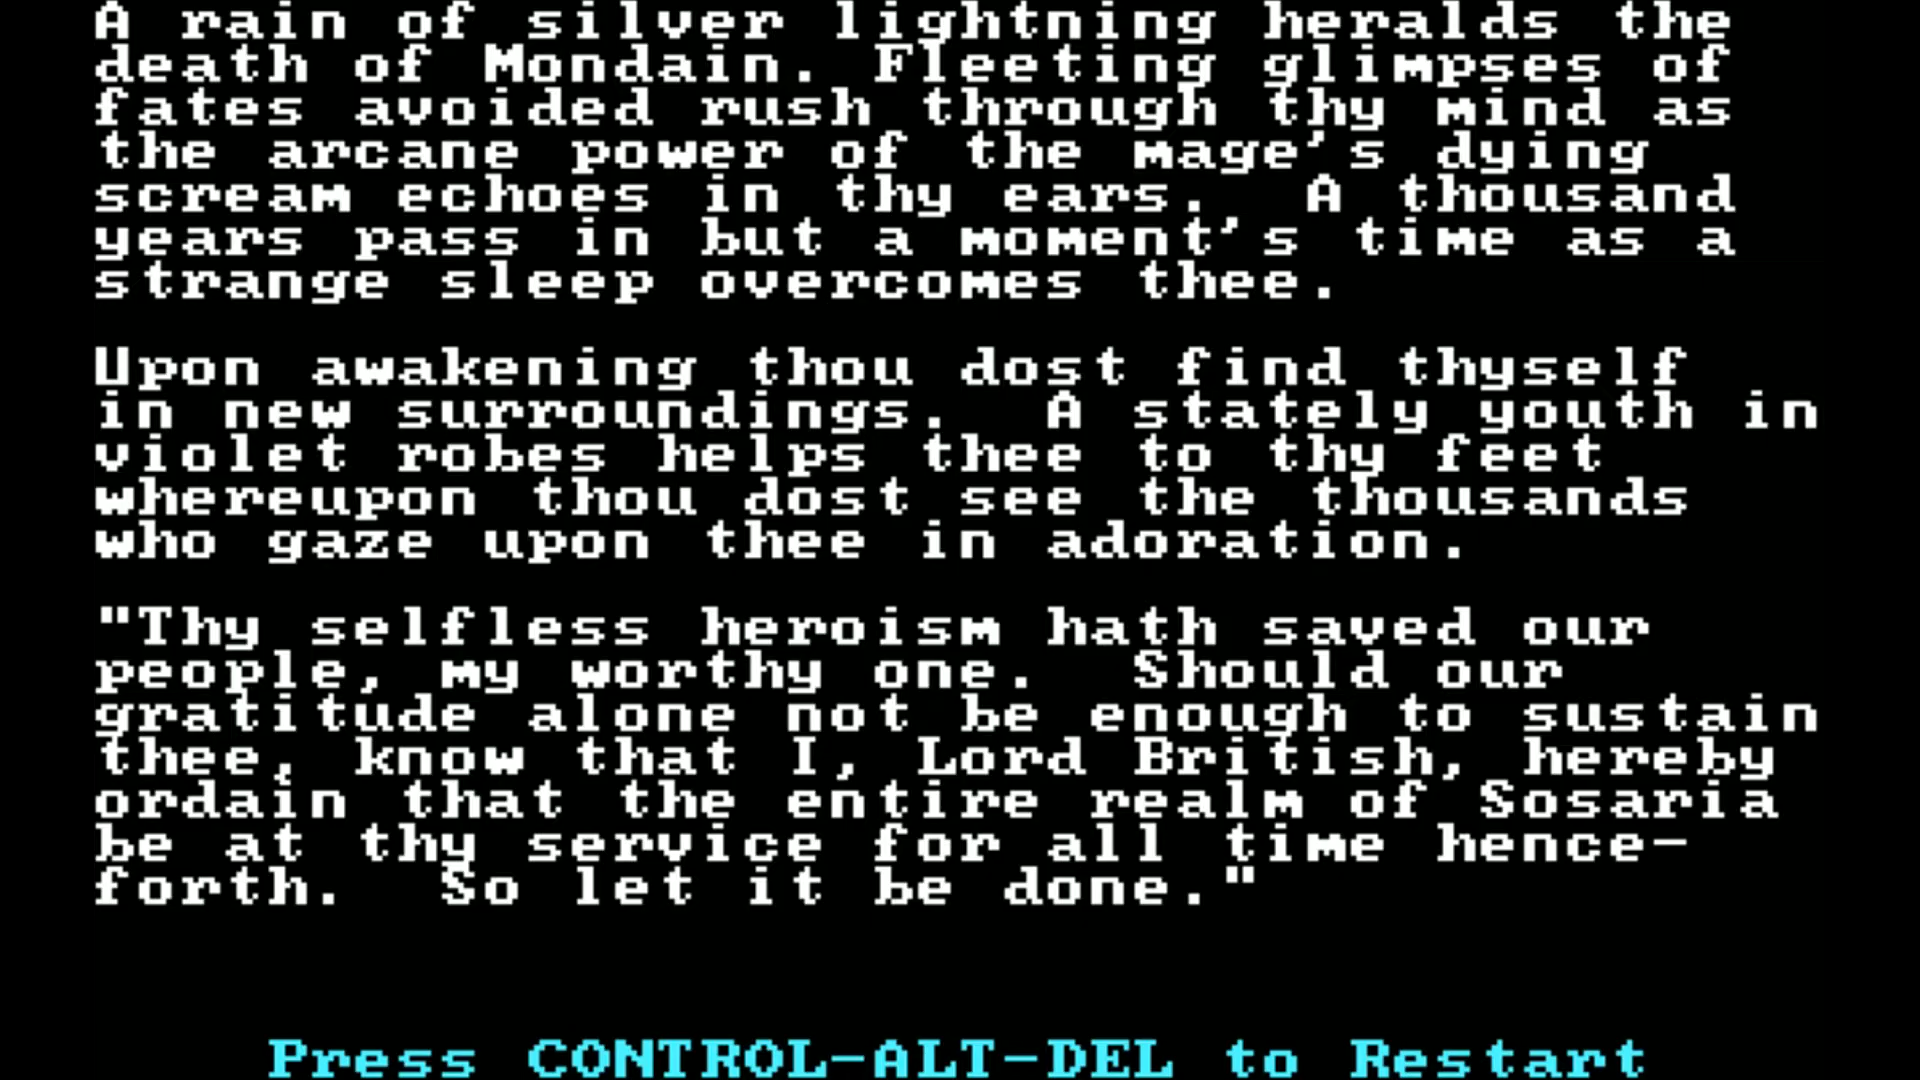 A rain of silver lightning heralds the
death of Mondain. Fleeting glimpses of
fates avoided rush through thy mind as
the arcane power of the mage's dying
scream echoes in thy ears.  A thousand
years pass in but a moment's time as a
strange sleep overcomes thee.

Upon awakening thou dost find thyself
in new surroundings.  A stately youth in
violet robes helps thee to thy feet
whereupon thou dost see the thousands
who gaze upon thee in adoration.

"Thy selfless heroism hath saved our
people, my worthy one.  Should our
gratitude alone not be enough to sustain
thee, know that I, Lord British, hereby
ordain that the entire realm of Sosaria
be at thy service for all time hence-
forth.  So let it be done."

Press CONTROL-ALT-DEL to Restart